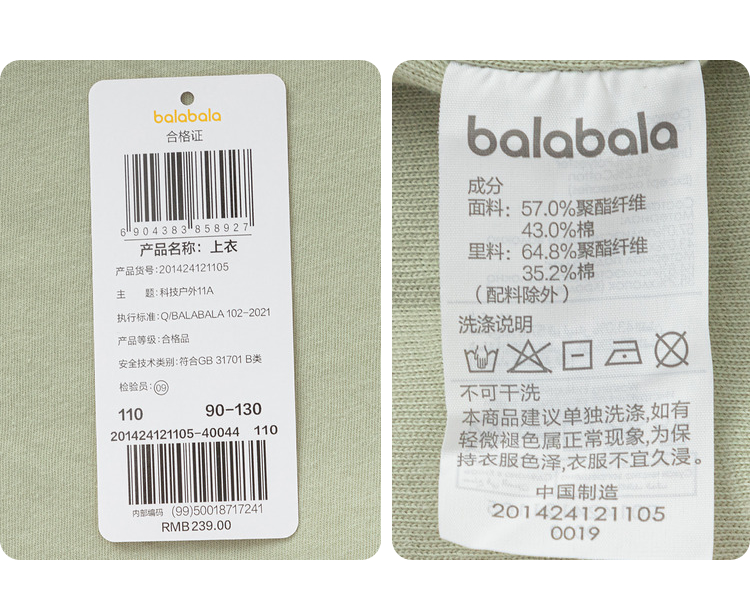 balabala
合格证
6 904383 858927
产品名称：上衣
产品货号:201424121105
主 题:科技户外11A
执行标准:Q/BALABALA 102-2021
产品等级:合格品
安全技术类别:符合GB 31701 B类
检验员:09
110 90-130
201424121105-40044 110
内部编码 (99)50018717241
RMB239.00
balabala
成分
面料：57.0%聚酯纤维
43.0%棉
里料：64.8%聚酯纤维
35.2%棉
（配料除外）
洗涤说明
不可干洗
本商品建议单独洗涤,如有
轻微褪色属正常现象,为保
持衣服色泽,衣服不宜久浸。
中国制造
201424121105
0019